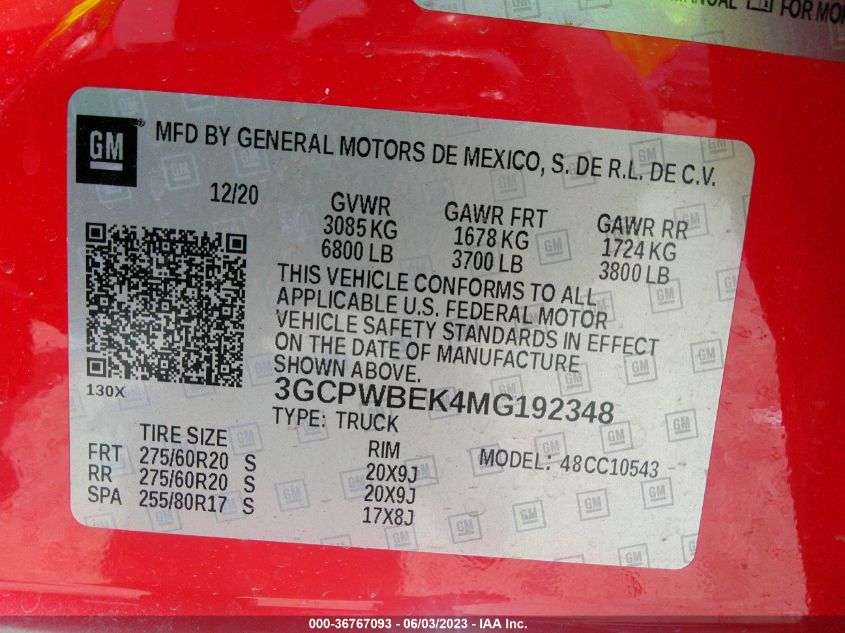 MANUAL FOR MOR
GM
MFD BY GENERAL MOTORS DE MEXICO, S. DE R.L. DE C.V.
12/20
GVWR GAWR FRT GAWR RR
3085 KG 1678 KG 1724 KG
6800 LB 3700 LB 3800 LB
THIS VEHICLE CONFORMS TO ALL
APPLICABLE U.S. FEDERAL MOTOR
VEHICLE SAFETY STANDARDS IN EFFECT
ON THE DATE OF MANUFACTURE
SHOWN ABOVE.
130X
3GCPWBEK4MG192348
TYPE: TRUCK
TIRE SIZE RIM MODEL: 48CC10543
FRT 275/60R20 S 20X9J
RR 275/60R20 S 20X9J
SPA 255/80R17 S 17X8J
000-36767093 - 06/03/2023 - IAA Inc.